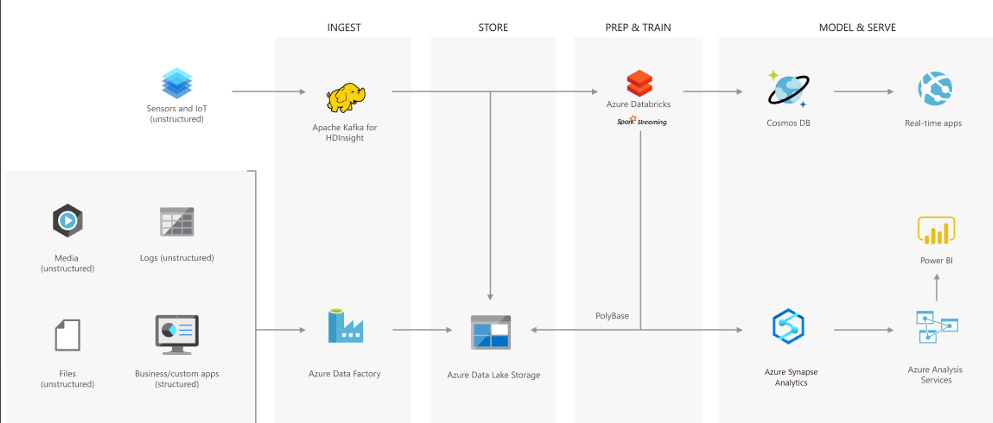 INGEST
STORE
PREP & TRAIN
MODEL & SERVE
Sensors and IoT
(unstructured)
Apache Kafka for
HDInsight
Azure Databricks
Spark Streaming
Cosmos DB
Real-time apps
Media
(unstructured)
Logs (unstructured)
Power BI
Files
(unstructured)
Business/custom apps
(structured)
Azure Data Factory
Azure Data Lake Storage
PolyBase
Azure Synapse
Analytics
Azure Analysis
Services